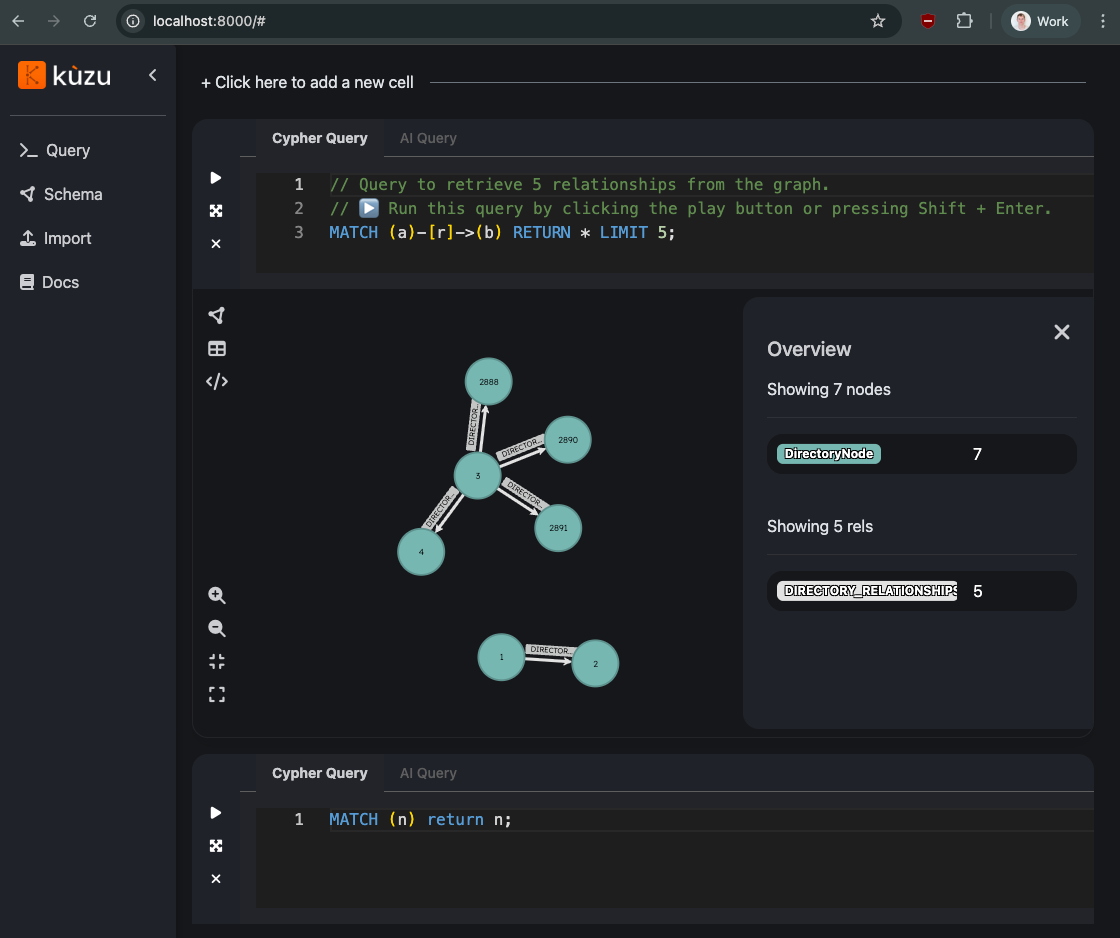 localhost:8000/#
Work
kùzu
Query
Schema
Import
Docs
+ Click here to add a new cell
Cypher Query
AI Query
1 // Query to retrieve 5 relationships from the graph.
2 // ▶️ Run this query by clicking the play button or pressing Shift + Enter.
3 MATCH (a)-[r]->(b) RETURN * LIMIT 5;
2888
DIRECTOR...
2890
DIRECTOR...
3
DIRECTOR...
DIRECTOR...
2891
4
1
DIRECTOR...
2
Overview
Showing 7 nodes
DirectoryNode 7
Showing 5 rels
DIRECTORY_RELATIONSHIPS 5
Cypher Query
AI Query
1 MATCH (n) return n;